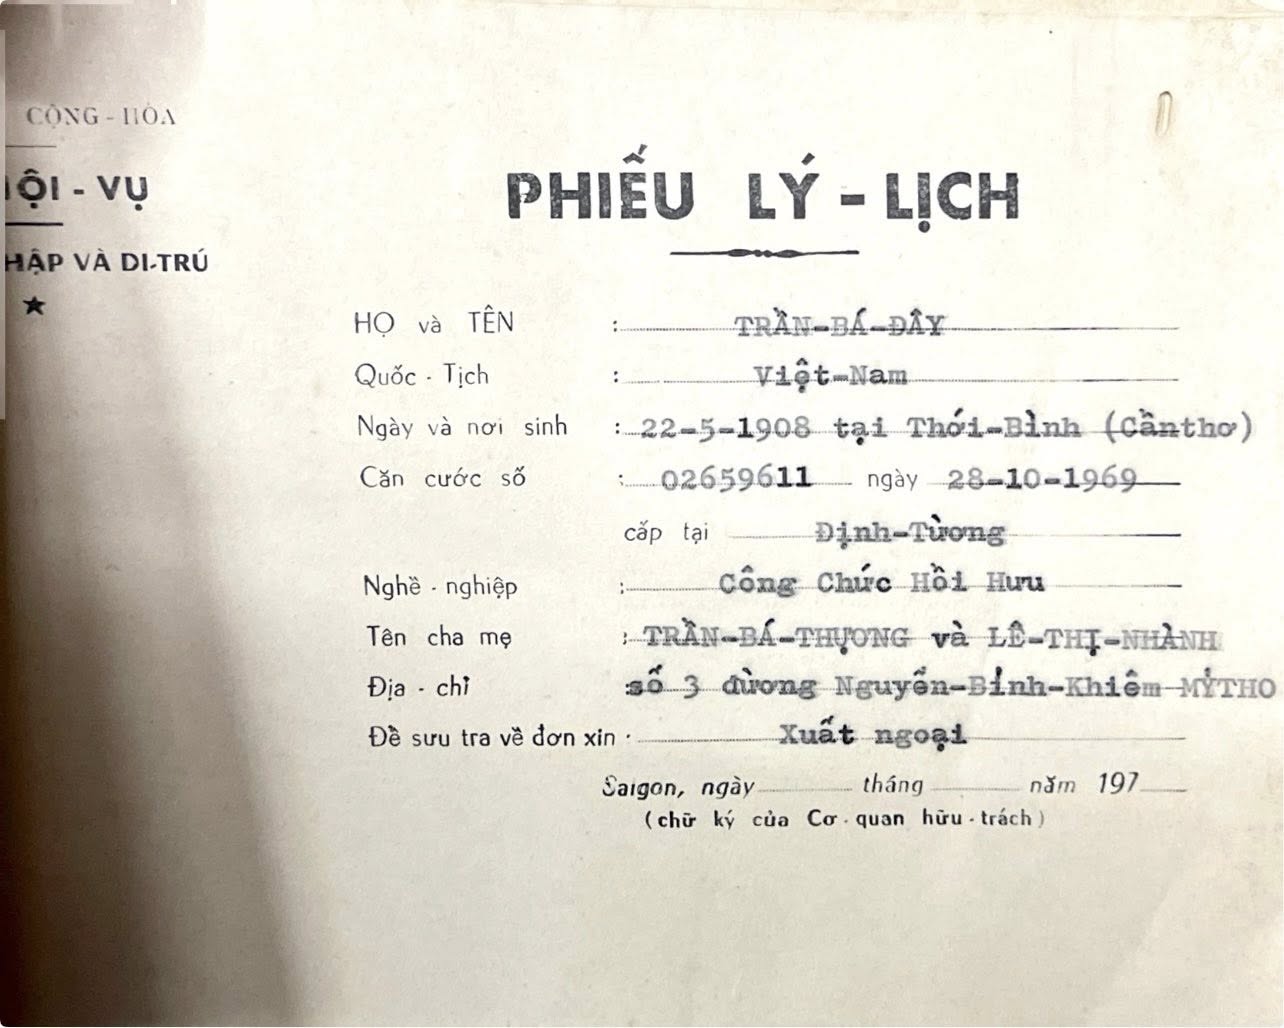 CỘNG - HÒA
ỘI - VỤ
HẬP VÀ DI-TRÚ
PHIẾU LÝ - LỊCH
HỌ và TÊN : TRẦN-BÁ-ĐÂY
Quốc - Tịch : Việt-Nam
Ngày và nơi sinh : 22-5-1908 tại Thới-Bình (Cầnthơ)
Căn cước số : 02659611 ngày 28-10-1969
cấp tại Định-Tường
Nghề - nghiệp : Công Chức Hồi Hưu
Tên cha mẹ : TRẦN-BÁ-THƯỢNG và LÊ-THỊ-NHÀNH
Địa - chỉ : số 3 đường Nguyển-Bỉnh-Khiêm MỸTHO
Đề sưu tra về đơn xin : Xuất ngoại
Saigon, ngày tháng năm 197
(chữ ký của Cơ - quan hữu - trách)